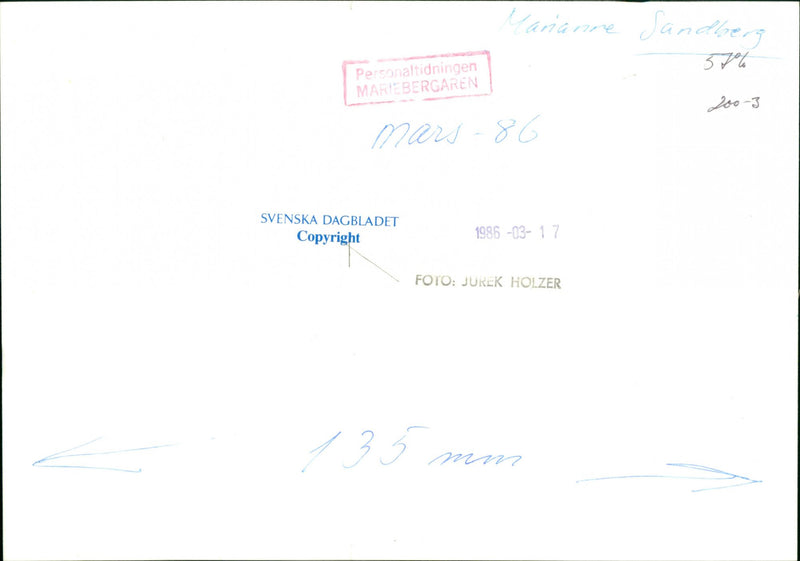 Marianne Sandberg
57%
200-3
Personaltidningen
MARIEBERGAREN
mars - 86
SVENSKA DAGBLADET
Copyright
1986 -03- 17
FOTO: JUREK HOLZER
135 mm